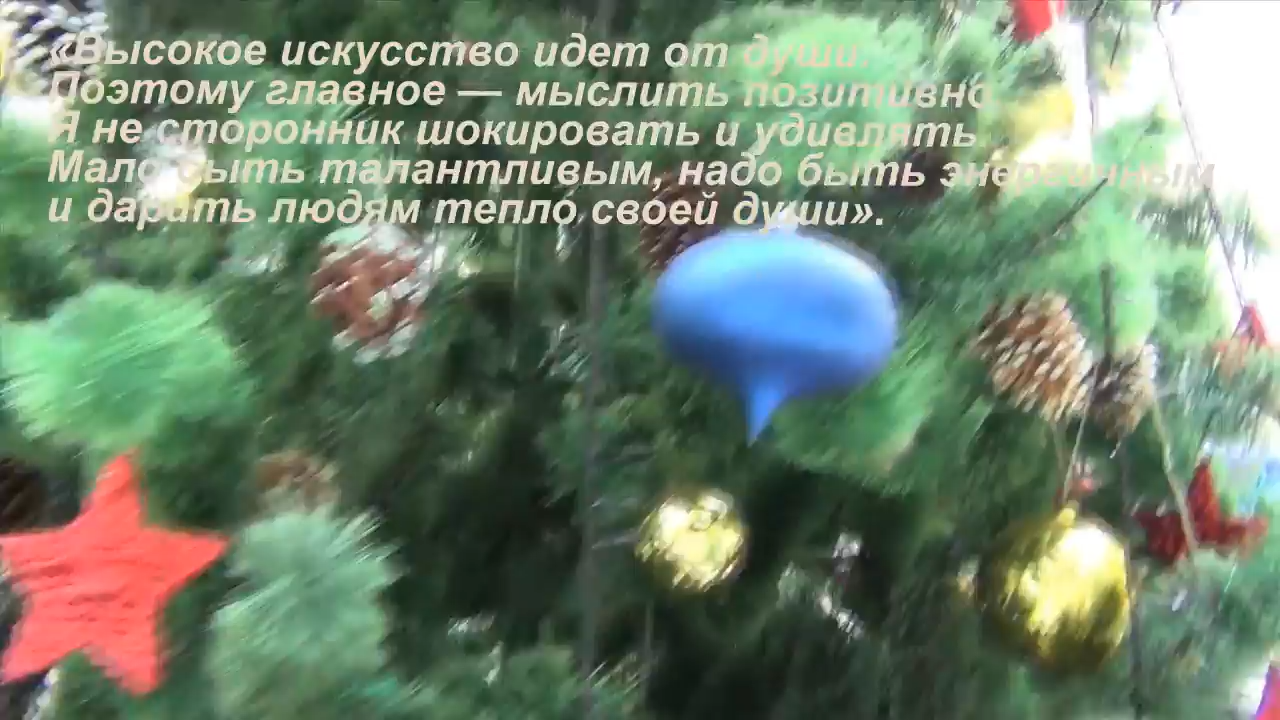 «Высокое искусство идет от души.
Поэтому главное — мыслить позитивно.
Я не сторонник шокировать и удивлять.
Мало быть талантливым, надо быть энергичным
и дарить людям тепло своей души».